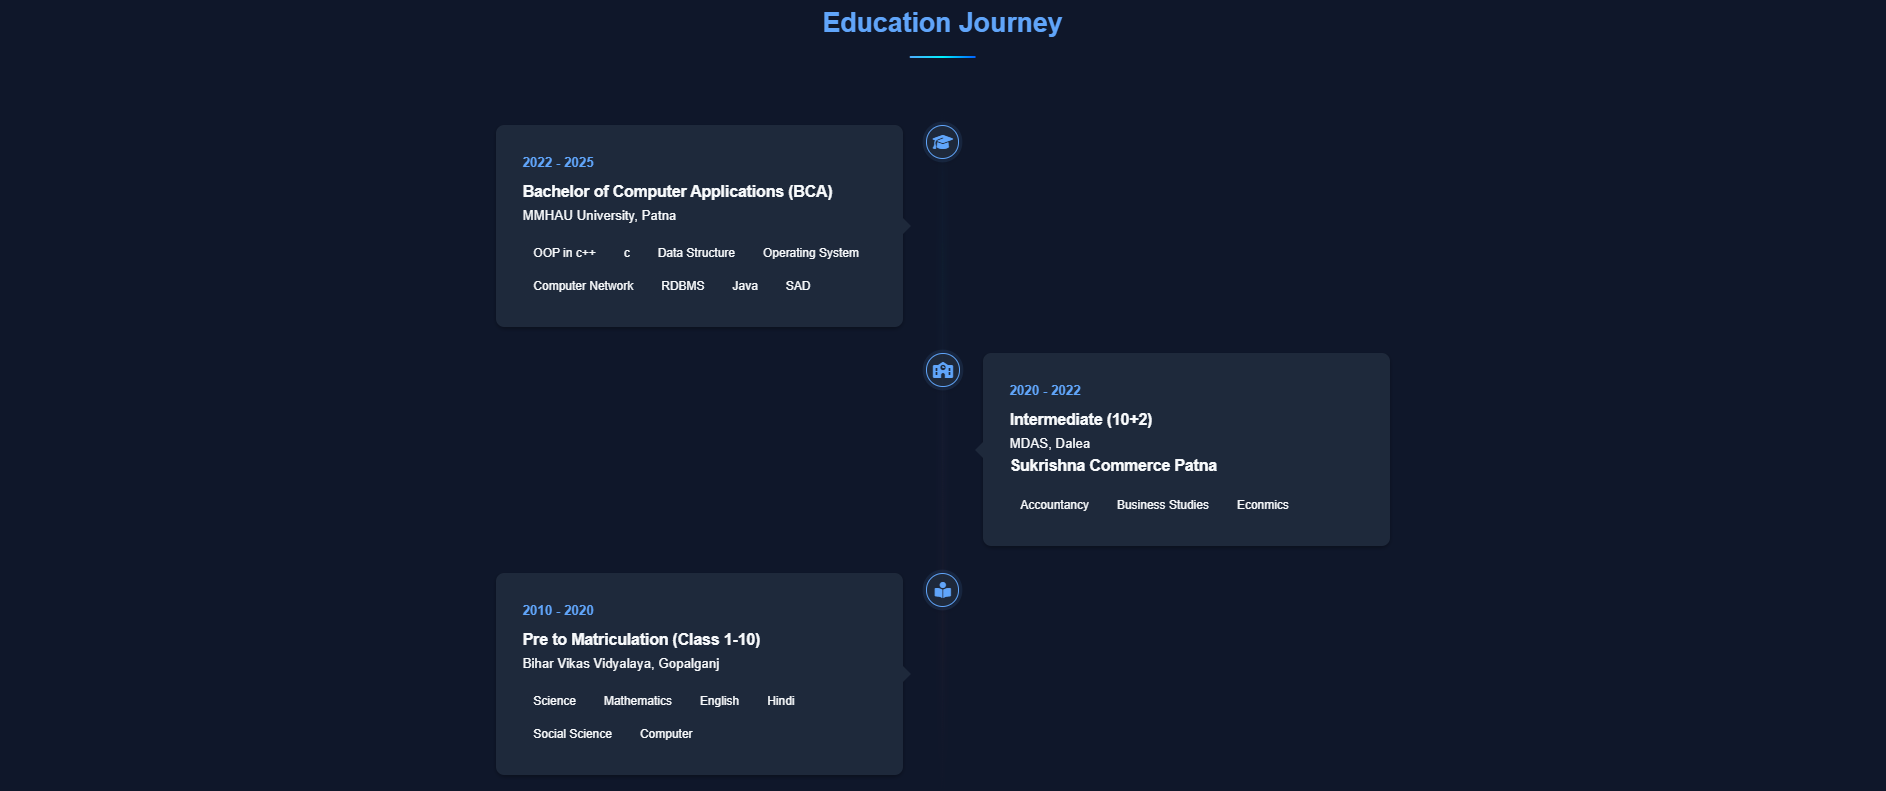 Education Journey
2022 - 2025
Bachelor of Computer Applications (BCA)
MMHAU University, Patna
OOP in c++ c Data Structure Operating System
Computer Network RDBMS Java SAD
2020 - 2022
Intermediate (10+2)
MDAS, Dalea
Sukrishna Commerce Patna
Accountancy Business Studies Econmics
2010 - 2020
Pre to Matriculation (Class 1-10)
Bihar Vikas Vidyalaya, Gopalganj
Science Mathematics English Hindi
Social Science Computer